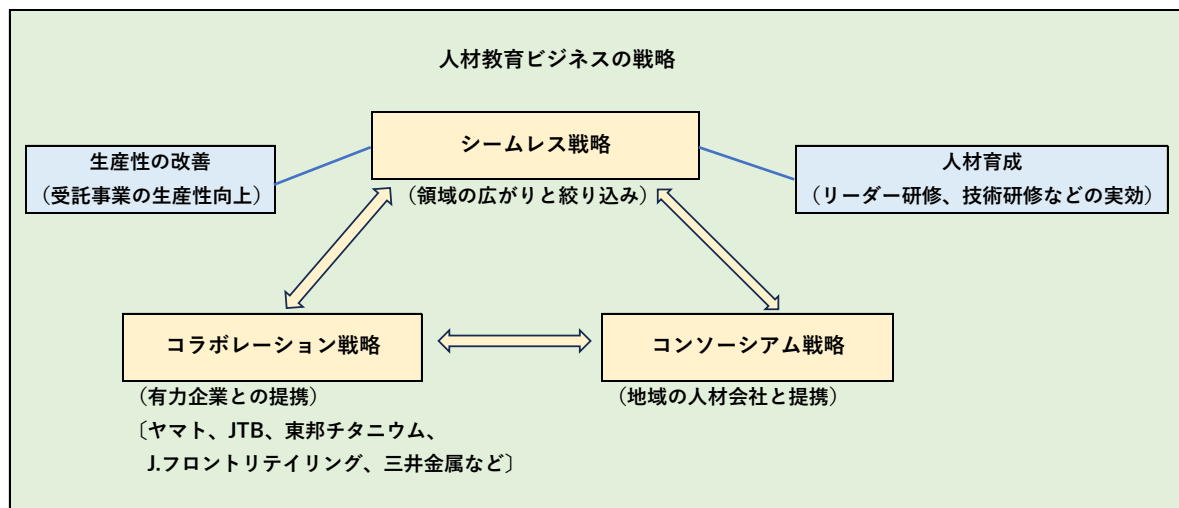 人材教育ビジネスの戦略
シームレス戦略
（領域の広がりと絞り込み）
生産性の改善
（受託事業の生産性向上）
人材育成
（リーダー研修、技術研修などの実効）
コラボレーション戦略
（有力企業との提携）
〔ヤマト、JTB、東邦チタニウム、
J.フロントリテイリング、三井金属など〕
コンソーシアム戦略
（地域の人材会社と提携）